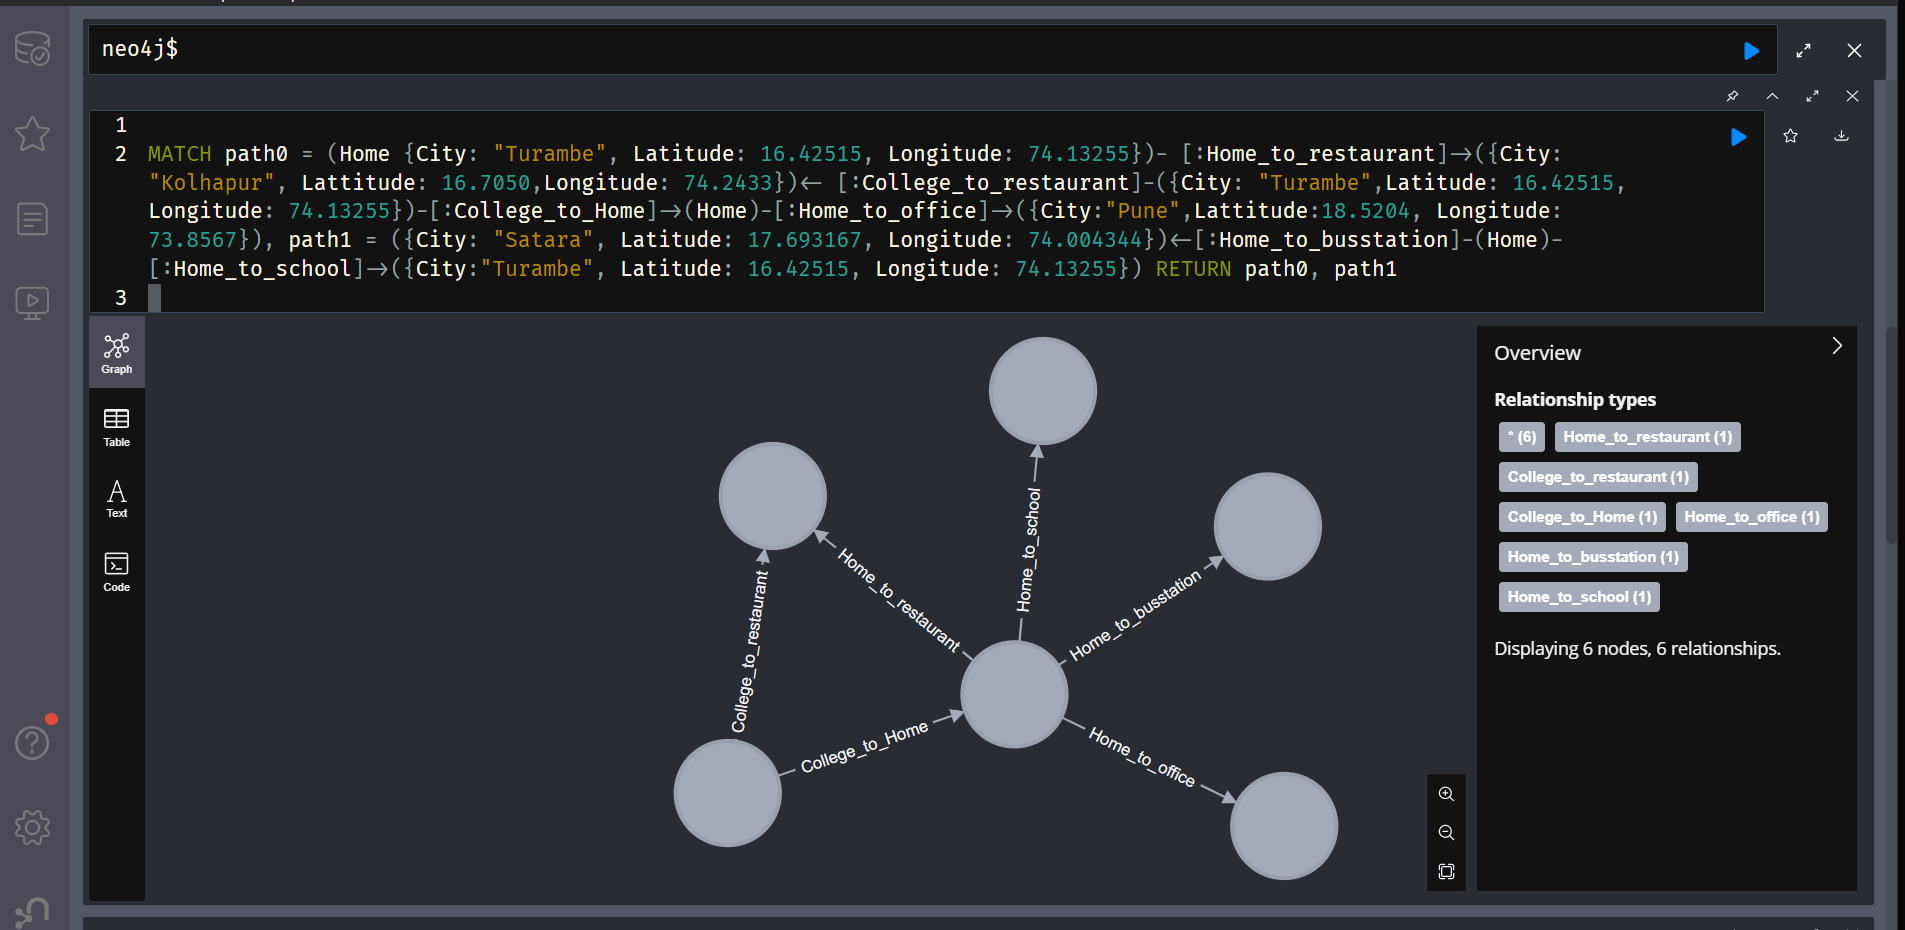 neo4j$
1
2 MATCH path0 = (Home {City: "Turambe", Latitude: 16.42515, Longitude: 74.13255})- [:Home_to_restaurant]→({City:
"Kolhapur", Lattitude: 16.7050,Longitude: 74.2433})← [:College_to_restaurant]-({City: "Turambe",Latitude: 16.42515,
Longitude: 74.13255})-[:College_to_Home]→(Home)-[:Home_to_office]→({City:"Pune",Lattitude:18.5204, Longitude:
73.8567}), path1 = ({City: "Satara", Latitude: 17.693167, Longitude: 74.004344})←[:Home_to_busstation]-(Home)-
[:Home_to_school]→({City:"Turambe", Latitude: 16.42515, Longitude: 74.13255}) RETURN path0, path1
3
Graph
Table
Text
Code
Home_to_school
Home_to_restaurant
Home_to_busstation
College_to_restaurant
College_to_Home
Home_to_office
Overview
Relationship types
* (6) Home_to_restaurant (1)
College_to_restaurant (1)
College_to_Home (1) Home_to_office (1)
Home_to_busstation (1)
Home_to_school (1)
Displaying 6 nodes, 6 relationships.